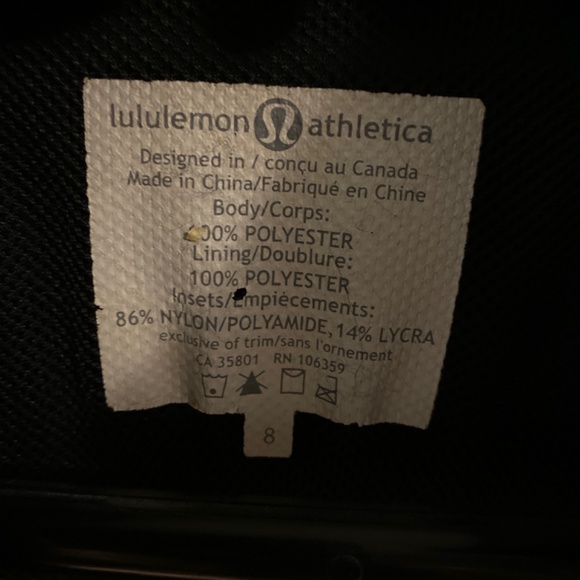 lululemon athletica
Designed in / conçu au Canada
Made in China/Fabriqué en Chine
Body/Corps:
100% POLYESTER
Lining/Doublure:
100% POLYESTER
Insets/Empiècements:
86% NYLON/POLYAMIDE, 14% LYCRA
exclusive of trim/sans l'ornement
CA 35801 RN 106359
8